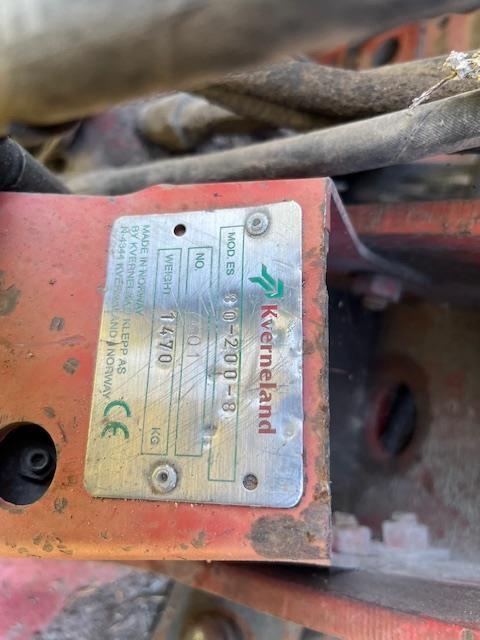 Kverneland
MOD. ES 80-200-8
NO. 01
WEIGHT 1470 KG
MADE IN NORWAY
BY KVERNELAND KLEPP AS
N-4344 KVERNELAND / NORWAY
CE